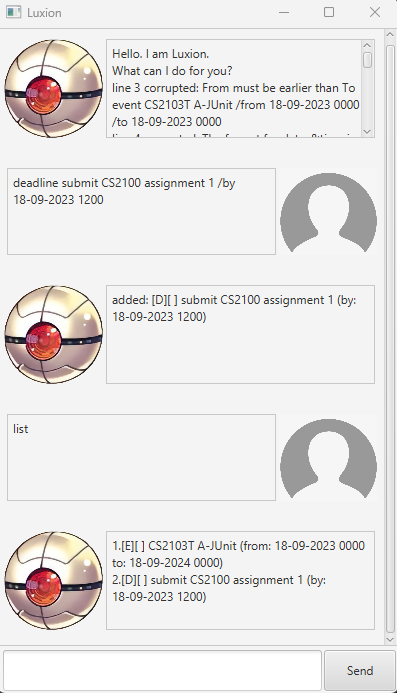 Luxion
Hello. I am Luxion.
What can I do for you?
line 3 corrupted: From must be earlier than To
event CS2103T A-JUnit /from 18-09-2023 0000
/to 18-09-2023 0000
deadline submit CS2100 assignment 1 /by
18-09-2023 1200
added: [D][ ] submit CS2100 assignment 1 (by:
18-09-2023 1200)
list
1.[E][ ] CS2103T A-JUnit (from: 18-09-2023 0000
to: 18-09-2024 0000)
2.[D][ ] submit CS2100 assignment 1 (by:
18-09-2023 1200)
Send